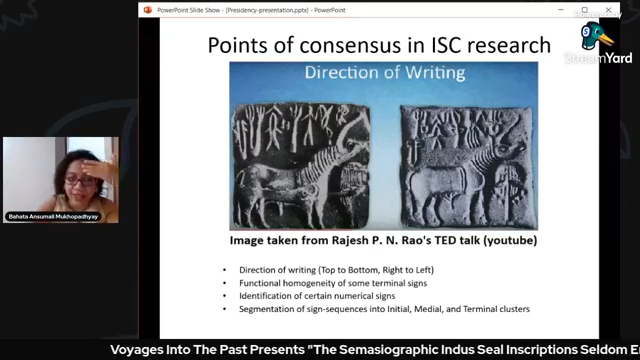 PowerPoint Slide Show - [Presidency-presentation.pptx] - PowerPoint
StreamYard
Points of consensus in ISC research
Direction of Writing
Bahata Ansumali Mukhopadhyay
Image taken from Rajesh P. N. Rao's TED talk (youtube)
• Direction of writing (Top to Bottom, Right to Left)
• Functional homogeneity of some terminal signs
• Identification of certain numerical signs
• Segmentation of sign-sequences into Initial, Medial, and Terminal clusters
Voyages Into The Past Presents "The Semasiographic Indus Seal Inscriptions Seldom E